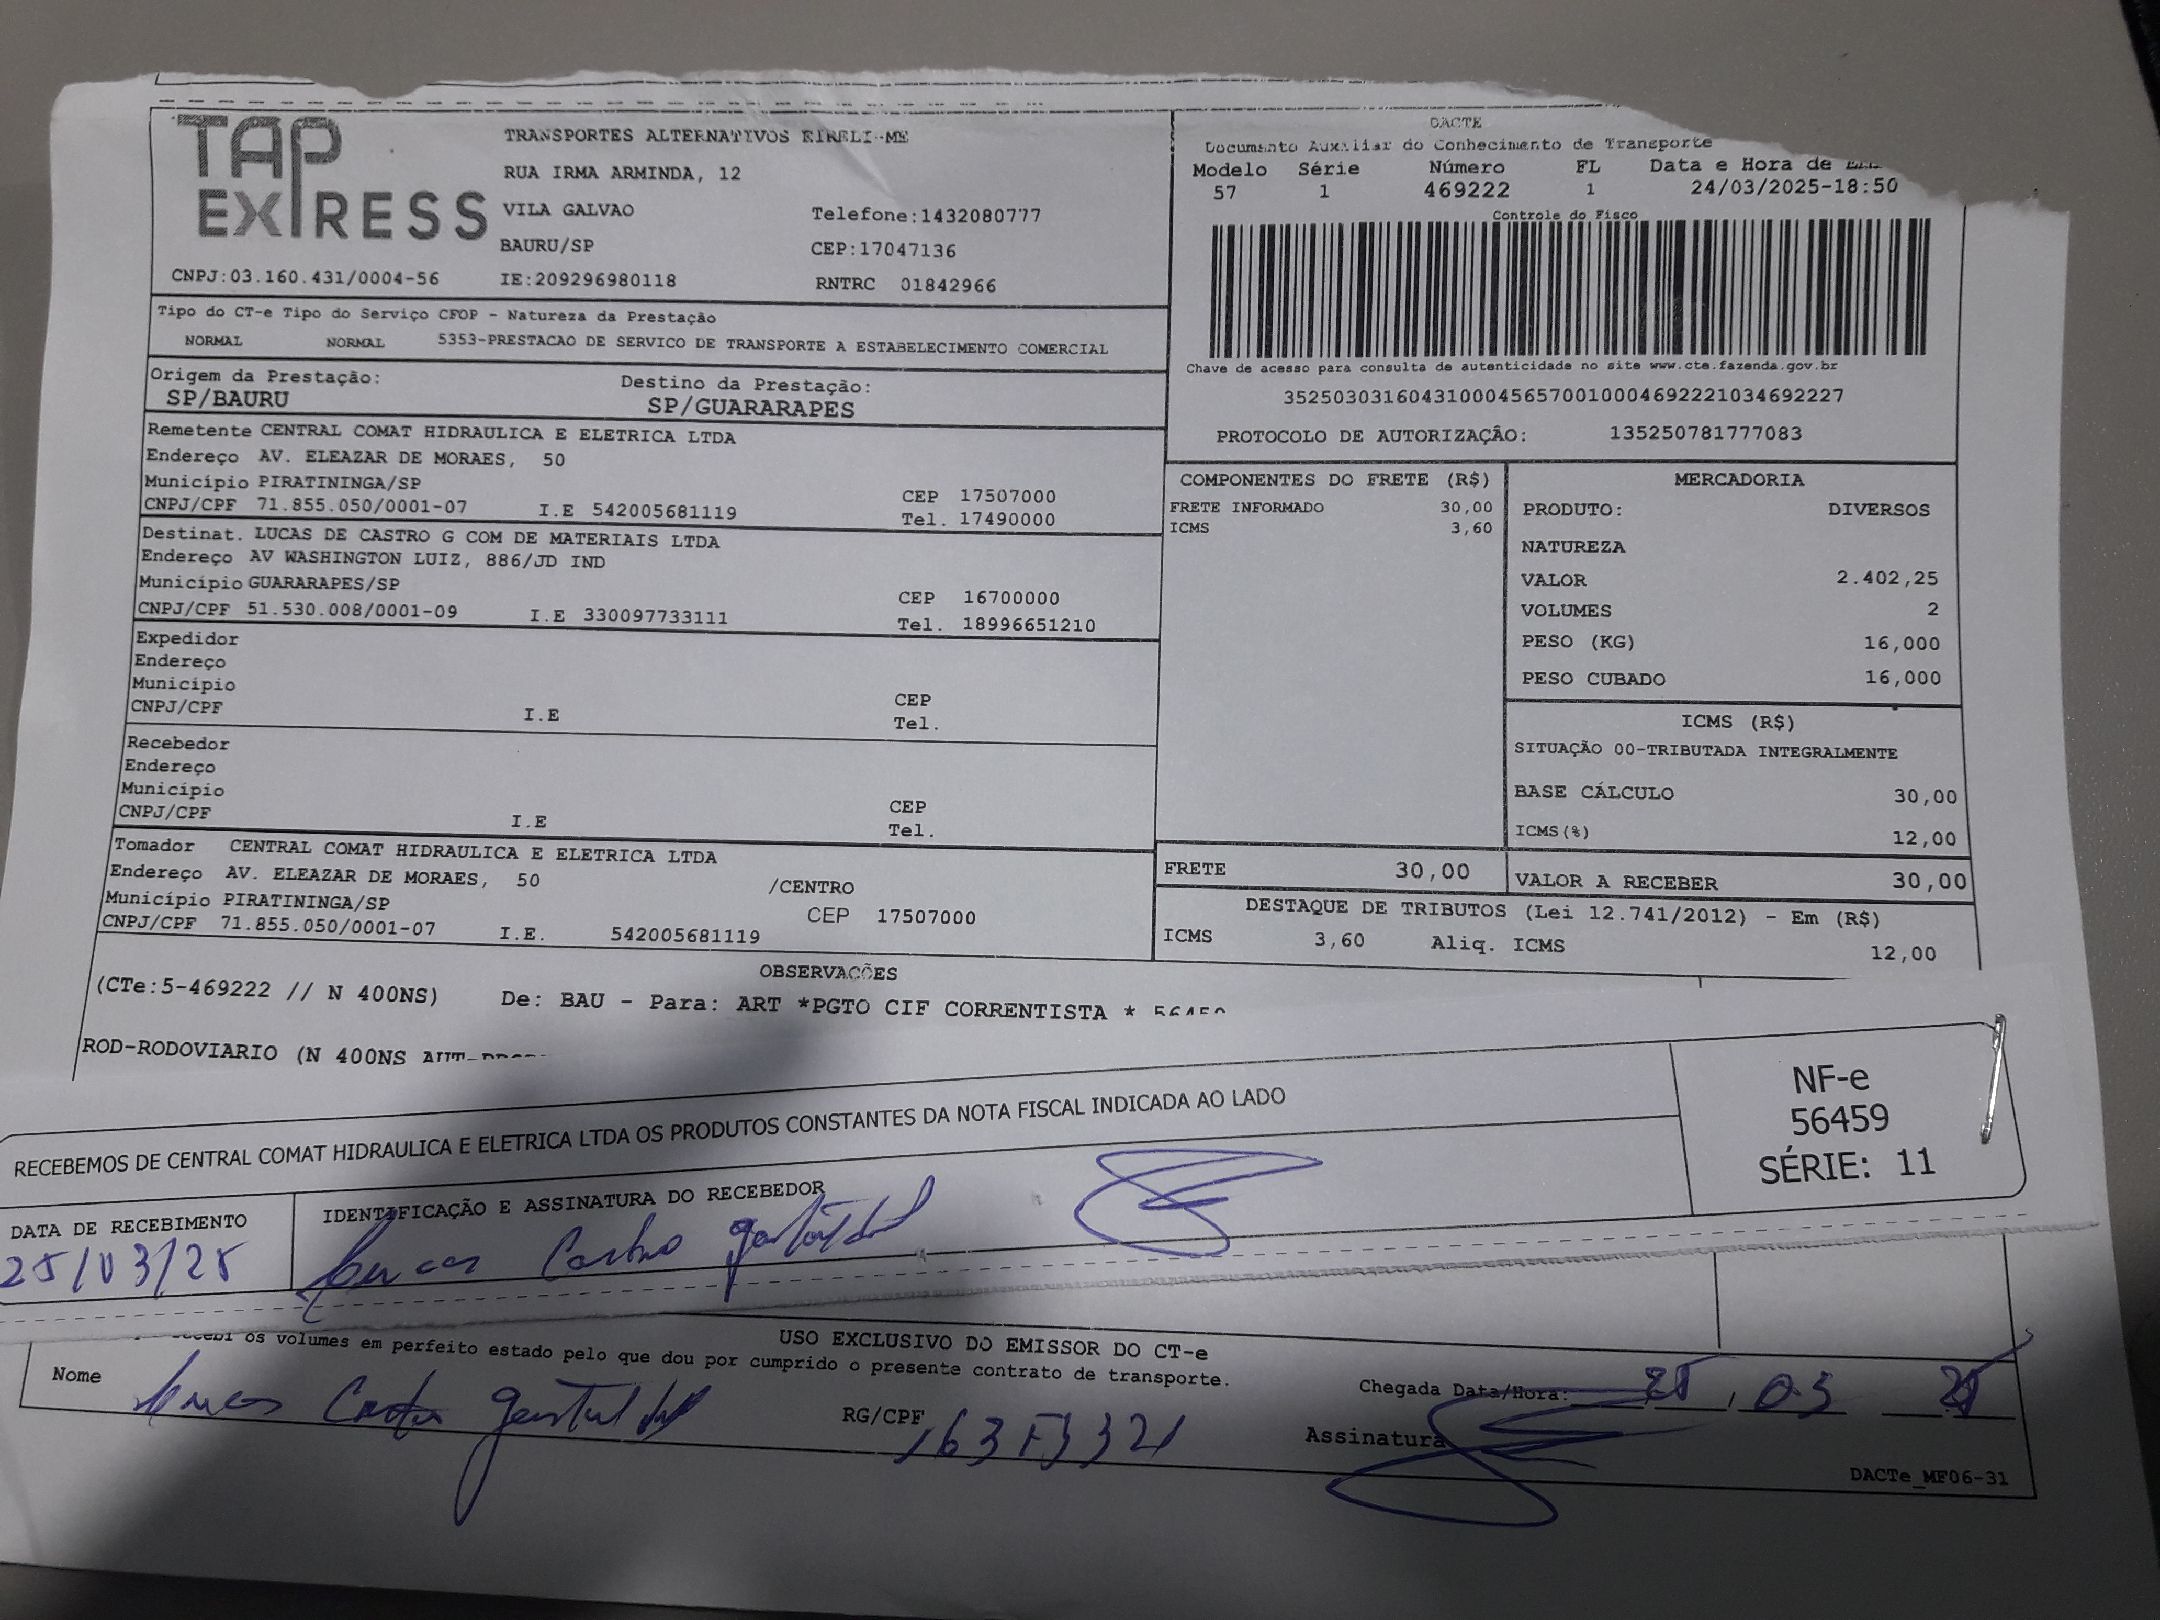 TAP EXPRESS
TRANSPORTES ALTERNATIVOS EIRELI-ME
RUA IRMA ARMINDA, 12
VILA GALVAO Telefone:1432080777
BAURU/SP CEP:17047136
CNPJ:03.160.431/0004-56 IE:209296980118 RNTRC 01842966
DACTE
Documento Auxiliar do Conhecimento de Transporte
Modelo Série Número FL Data e Hora de
57 1 469222 1 24/03/2025-18:50
Controle do Fisco
Chave de acesso para consulta de autenticidade no site www.cte.fazenda.gov.br
35250303160431000456570010004692221034692227
PROTOCOLO DE AUTORIZAÇÃO: 135250781777083
Tipo do CT-e Tipo do Serviço CFOP - Natureza da Prestação
NORMAL NORMAL 5353-PRESTACAO DE SERVICO DE TRANSPORTE A ESTABELECIMENTO COMERCIAL
Origem da Prestação: Destino da Prestação:
SP/BAURU SP/GUARARAPES
Remetente CENTRAL COMAT HIDRAULICA E ELETRICA LTDA
Endereço AV. ELEAZAR DE MORAES, 50
Município PIRATININGA/SP CEP 17507000
CNPJ/CPF 71.855.050/0001-07 I.E 542005681119 Tel. 17490000
Destinat. LUCAS DE CASTRO G COM DE MATERIAIS LTDA
Endereço AV WASHINGTON LUIZ, 886/JD IND
Município GUARARAPES/SP CEP 16700000
CNPJ/CPF 51.530.008/0001-09 I.E 330097733111 Tel. 18996651210
Expedidor
Endereço
Município CEP
CNPJ/CPF I.E Tel.
Recebedor
Endereço
Município CEP
CNPJ/CPF I.E Tel.
Tomador CENTRAL COMAT HIDRAULICA E ELETRICA LTDA
Endereço AV. ELEAZAR DE MORAES, 50 /CENTRO
Município PIRATININGA/SP CEP 17507000
CNPJ/CPF 71.855.050/0001-07 I.E. 542005681119
COMPONENTES DO FRETE (R$)
FRETE INFORMADO 30,00
ICMS 3,60
MERCADORIA
PRODUTO: DIVERSOS
NATUREZA
VALOR 2.402,25
VOLUMES 2
PESO (KG) 16,000
PESO CUBADO 16,000
ICMS (R$)
SITUAÇÃO 00-TRIBUTADA INTEGRALMENTE
BASE CÁLCULO 30,00
ICMS(%) 12,00
FRETE 30,00 VALOR A RECEBER 30,00
DESTAQUE DE TRIBUTOS (Lei 12.741/2012) - Em (R$)
ICMS 3,60 Aliq. ICMS 12,00
OBSERVAÇÕES
(CTe:5-469222 // N 400NS) De: BAU - Para: ART *PGTO CIF CORRENTISTA * 56459
ROD-RODOVIARIO (N 400NS
RECEBEMOS DE CENTRAL COMAT HIDRAULICA E ELETRICA LTDA OS PRODUTOS CONSTANTES DA NOTA FISCAL INDICADA AO LADO
NF-e
56459
SÉRIE: 11
DATA DE RECEBIMENTO IDENTIFICAÇÃO E ASSINATURA DO RECEBEDOR
25/03/25 Lucas Castro
USO EXCLUSIVO DO EMISSOR DO CT-e
recebi os volumes em perfeito estado pelo que dou por cumprido o presente contrato de transporte.
Nome Lucas Castro RG/CPF Chegada Data/Hora: 25, 03 25
Assinatura
DACTe_MF06-31